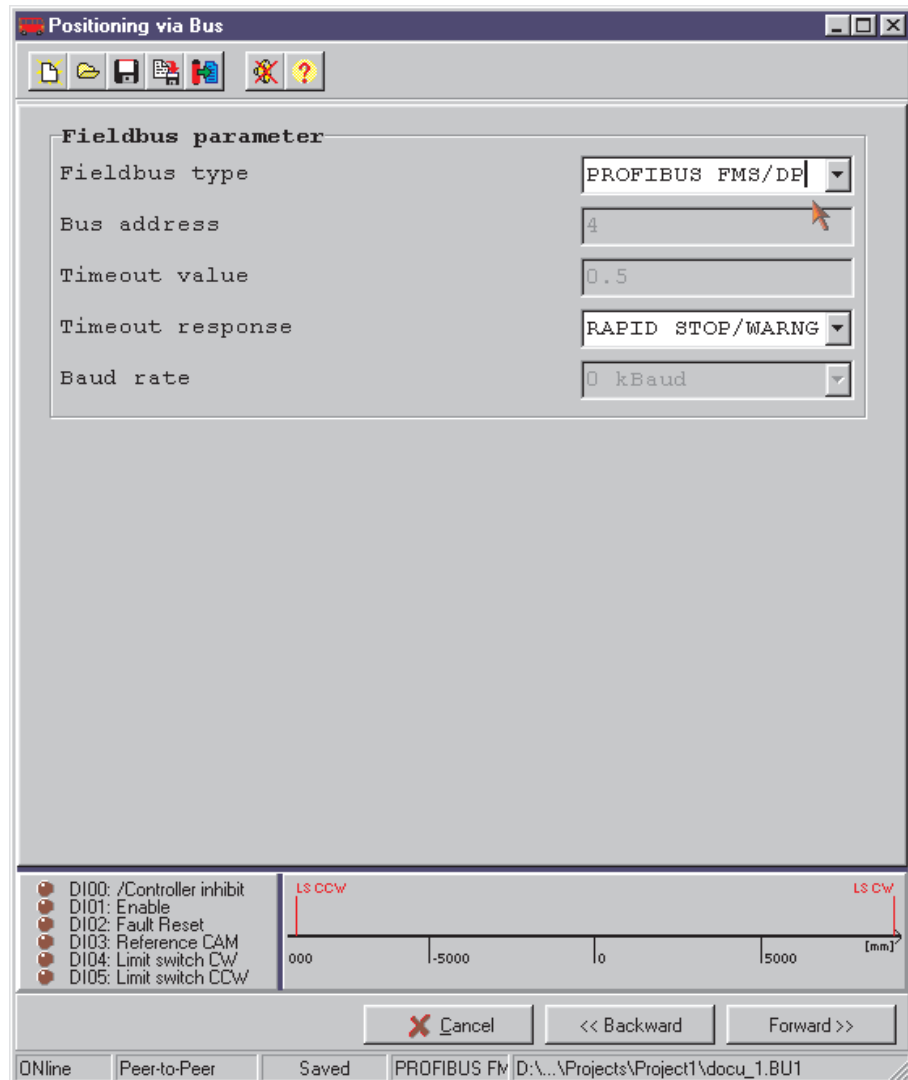 Positioning via Bus
?
Fieldbus parameter
Fieldbus type PROFIBUS FMS/DP
Bus address 4
Timeout value 0.5
Timeout response RAPID STOP/WARNG
Baud rate 0 kBaud
DI00: /Controller inhibit
DI01: Enable
DI02: Fault Reset
DI03: Reference CAM
DI04: Limit switch CW
DI05: Limit switch CCW
LS CCW LS CW
000 -5000 0 5000 [mm]
Cancel << Backward Forward >>
ONline Peer-to-Peer Saved PROFIBUS FM D:\...\Projects\Project1\docu_1.BU1